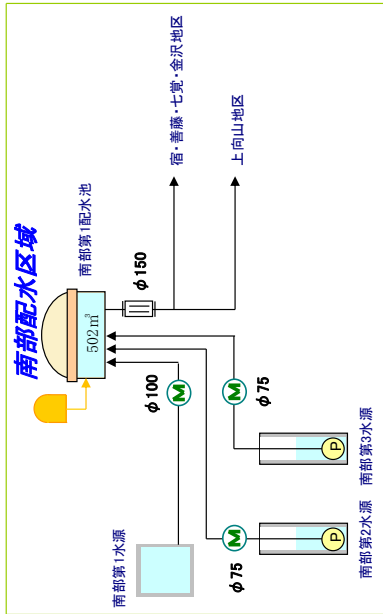 南部配水区域
南部第1配水池
502m³
φ150
宿・善藤・七覚・金沢地区
上向山地区
φ100
M
南部第1水源
M
φ75
M
φ75
P
南部第2水源
P
南部第3水源